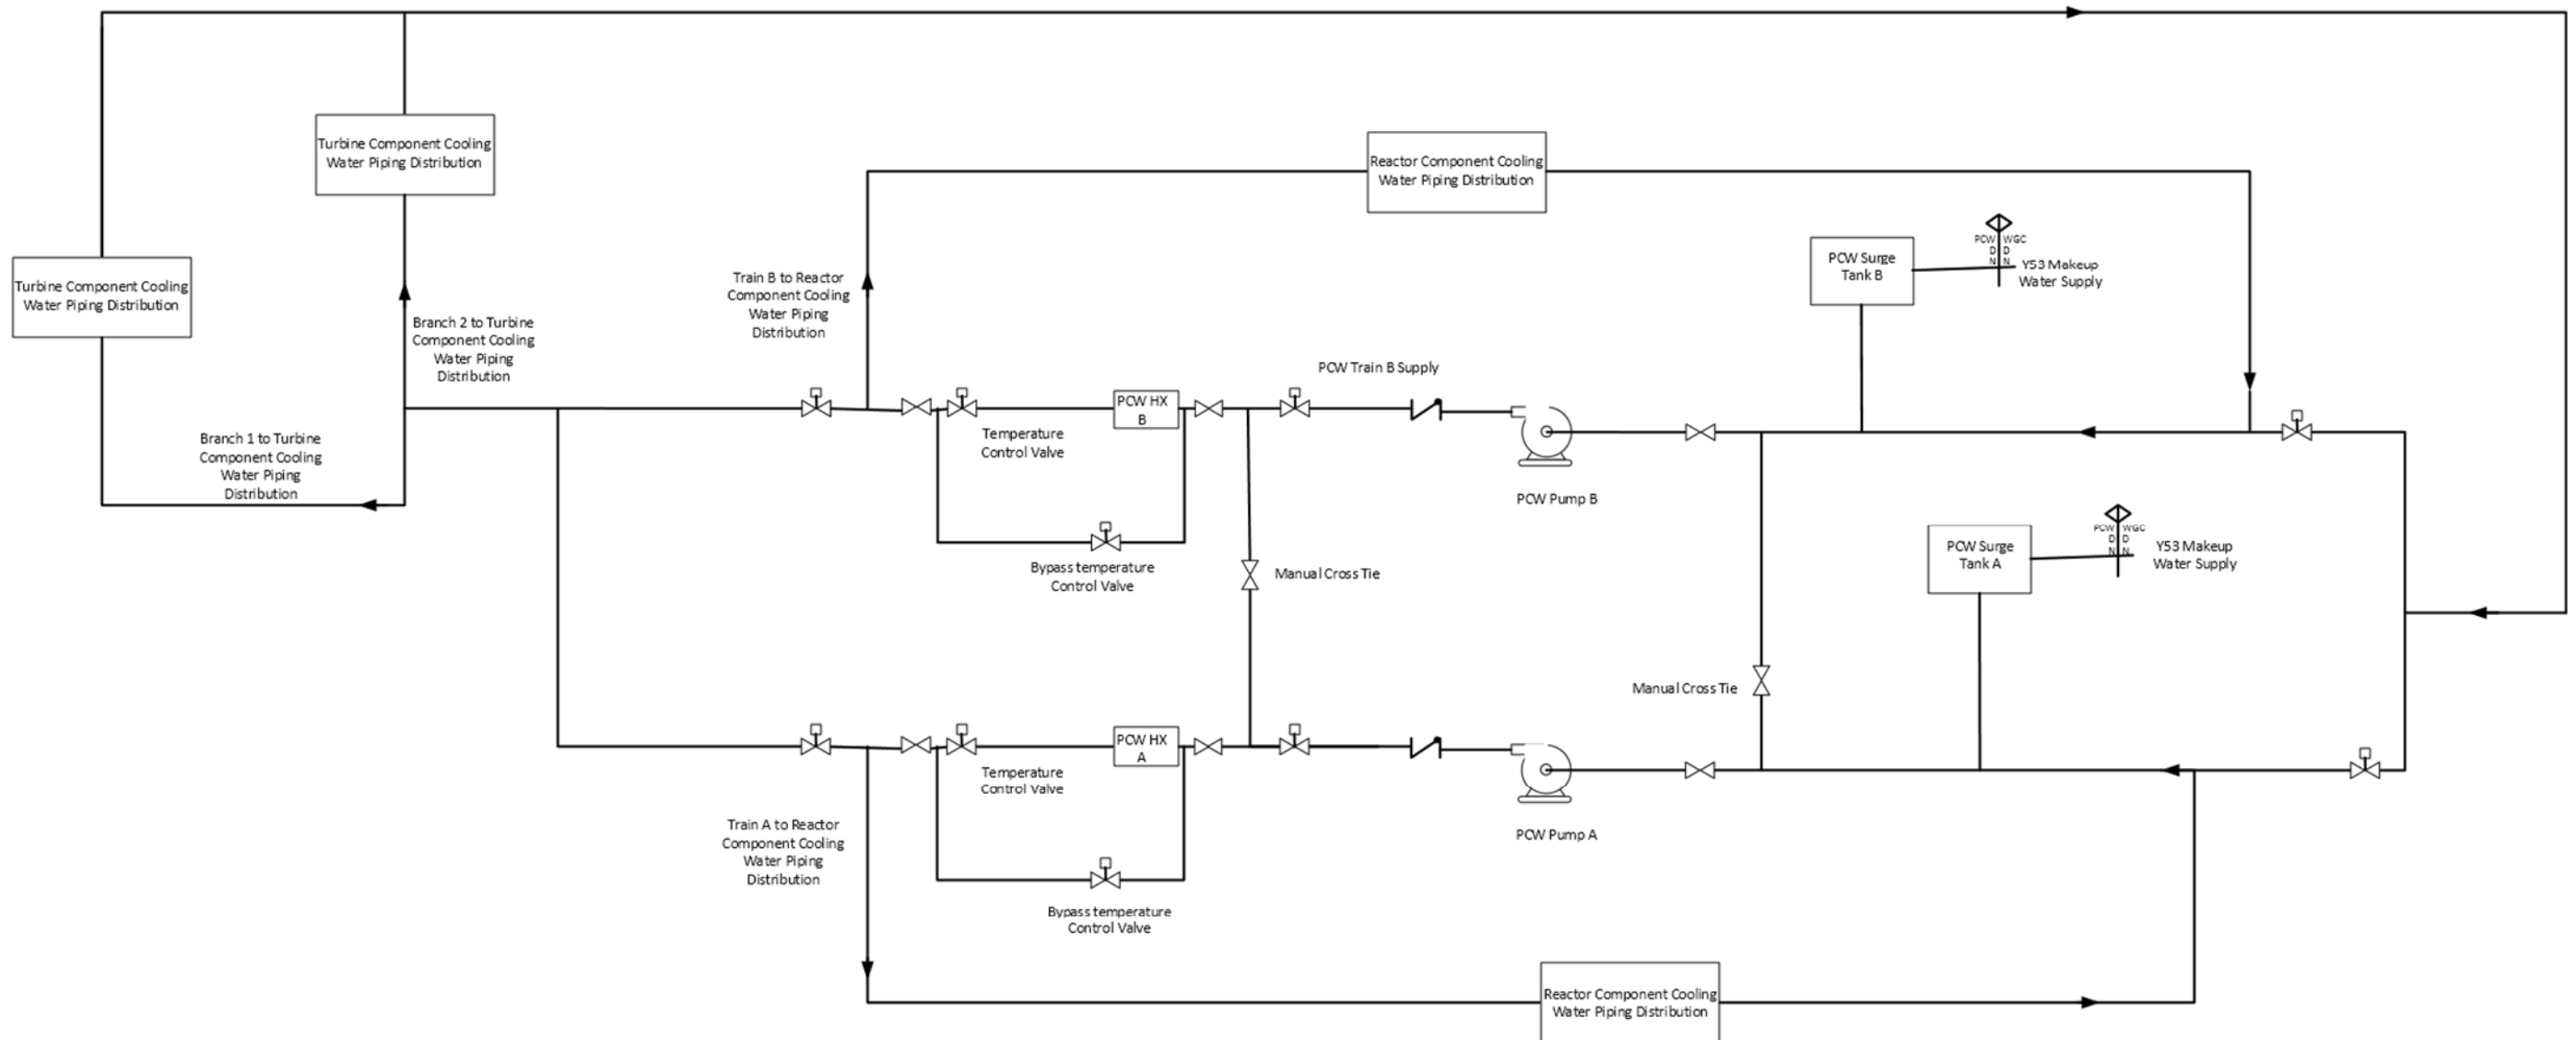 Turbine Component Cooling
Water Piping Distribution
Reactor Component Cooling
Water Piping Distribution
PCW WGC
D D
N N
Y53 Makeup
Water Supply
PCW Surge
Tank B
Turbine Component Cooling
Water Piping Distribution
Train B to Reactor
Component Cooling
Water Piping
Distribution
Branch 2 to Turbine
Component Cooling
Water Piping
Distribution
PCW Train B Supply
PCW HX
B
Branch 1 to Turbine
Component Cooling
Water Piping
Distribution
Temperature
Control Valve
PCW Pump B
PCW WGC
D D
N N
Y53 Makeup
Water Supply
PCW Surge
Tank A
Bypass temperature
Control Valve
Manual Cross Tie
Manual Cross Tie
PCW HX
A
Temperature
Control Valve
Train A to Reactor
Component Cooling
Water Piping
Distribution
PCW Pump A
Bypass temperature
Control Valve
Reactor Component Cooling
Water Piping Distribution